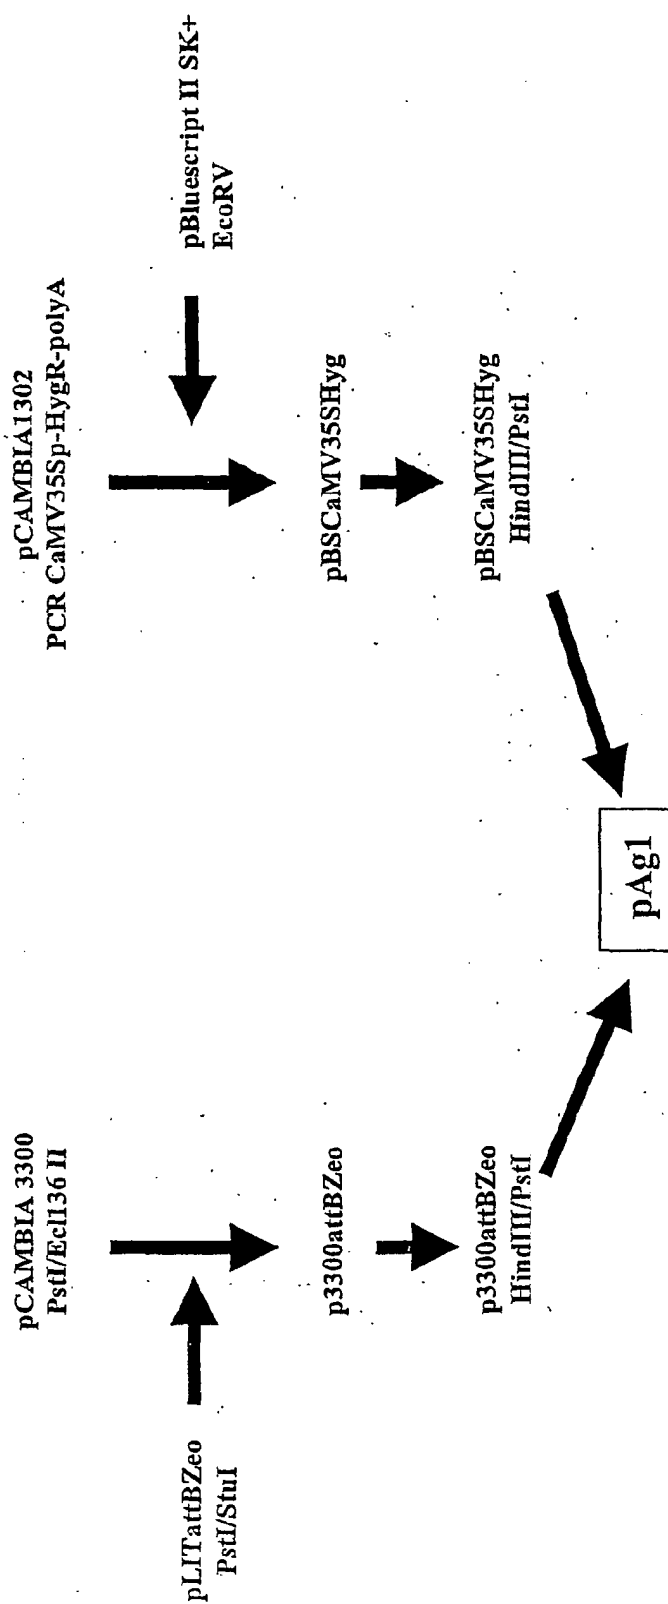 pCAMBIA 3300
PstI/Ecl136 II
pLITattBZeo
PstI/StuI
p3300attBZeo
p3300attBZeo
HindIII/PstI
pCAMBIA1302
PCR CaMV35Sp-HygR-polyA
pBluescript II SK+
EcoRV
pBSCaMV35SHyg
pBSCaMV35SHyg
HindIII/PstI
pAg1